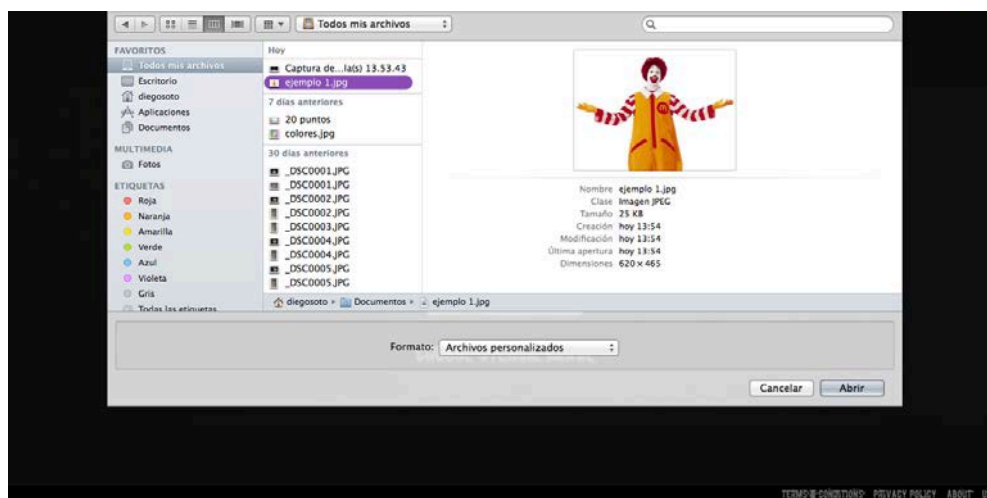 Todos mis archivos
FAVORITOS
Todos mis archivos
Escritorio
diegosoto
Aplicaciones
Documentos
MULTIMEDIA
Fotos
ETIQUETAS
Roja
Naranja
Amarilla
Verde
Azul
Violeta
Gris
Todas las etiquetas
Hoy
Captura de...la(s) 13.53.43
ejemplo 1.jpg
7 días anteriores
20 puntos
colores.jpg
30 días anteriores
_DSC0001.JPG
_DSC0001.JPG
_DSC0002.JPG
_DSC0002.JPG
_DSC0003.JPG
_DSC0004.JPG
_DSC0004.JPG
_DSC0005.JPG
_DSC0005.JPG
Nombre ejemplo 1.jpg
Clase Imagen JPEG
Tamaño 25 KB
Creación hoy 13:54
Modificación hoy 13:54
Última apertura hoy 13:54
Dimensiones 620 × 465
diegosoto ▸ Documentos ▸ ejemplo 1.jpg
Formato: Archivos personalizados
Cancelar Abrir
TERMS & CONDITIONS PRIVACY POLICY ABOUT